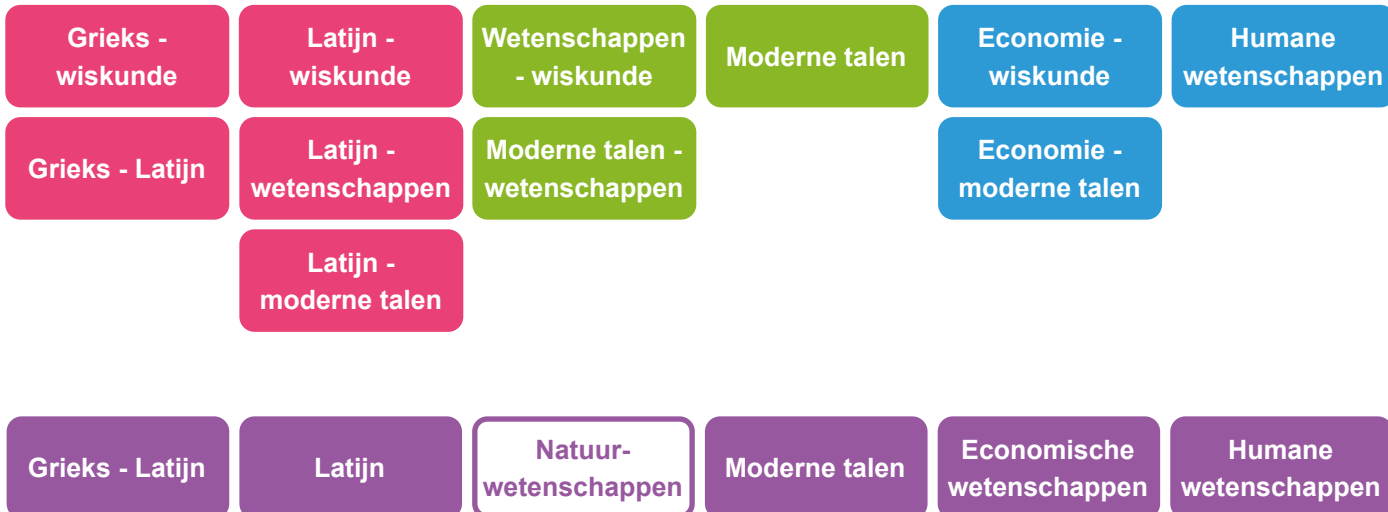 Grieks -
wiskunde
Latijn -
wiskunde
Wetenschappen
- wiskunde
Moderne talen
Economie -
wiskunde
Humane
wetenschappen
Grieks - Latijn
Latijn -
wetenschappen
Moderne talen -
wetenschappen
Economie -
moderne talen
Latijn -
moderne talen
Grieks - Latijn
Latijn
Natuur-
wetenschappen
Moderne talen
Economische
wetenschappen
Humane
wetenschappen